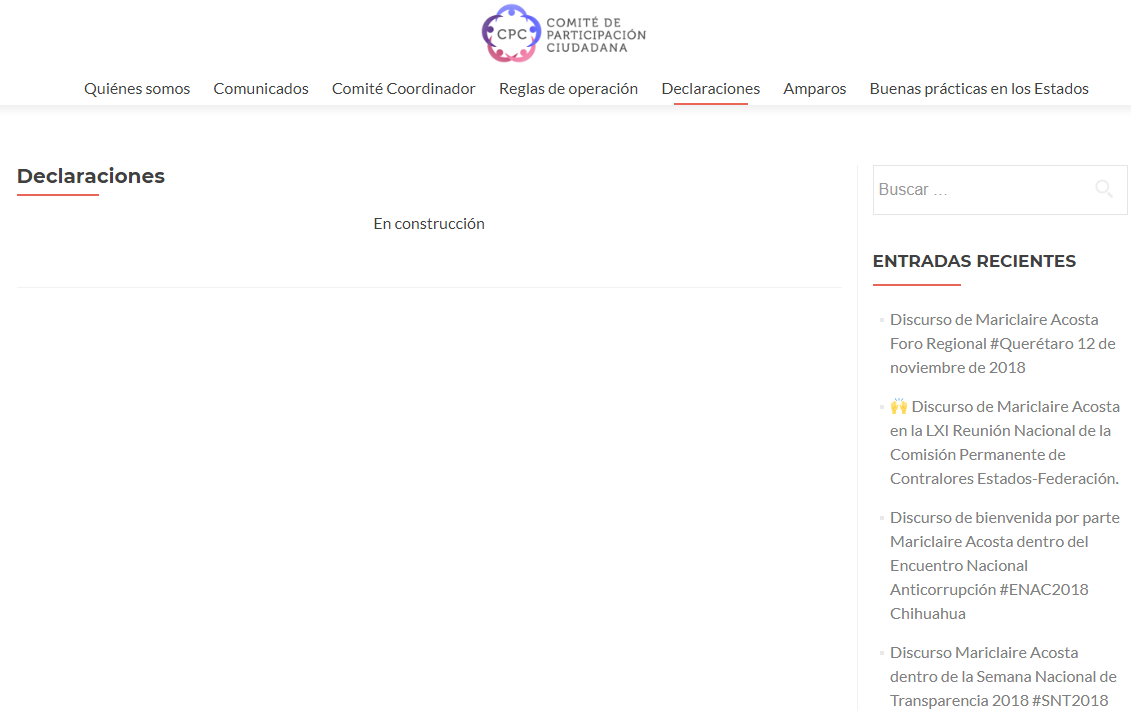 CPC
COMITÉ DE
PARTICIPACIÓN
CIUDADANA
Quiénes somos Comunicados Comité Coordinador Reglas de operación Declaraciones Amparos Buenas prácticas en los Estados
Declaraciones
En construcción
Buscar …
ENTRADAS RECIENTES
Discurso de Mariclaire Acosta
Foro Regional #Querétaro 12 de
noviembre de 2018
🙌 Discurso de Mariclaire Acosta
en la LXI Reunión Nacional de la
Comisión Permanente de
Contralores Estados-Federación.
Discurso de bienvenida por parte
Mariclaire Acosta dentro del
Encuentro Nacional
Anticorrupción #ENAC2018
Chihuahua
Discurso Mariclaire Acosta
dentro de la Semana Nacional de
Transparencia 2018 #SNT2018